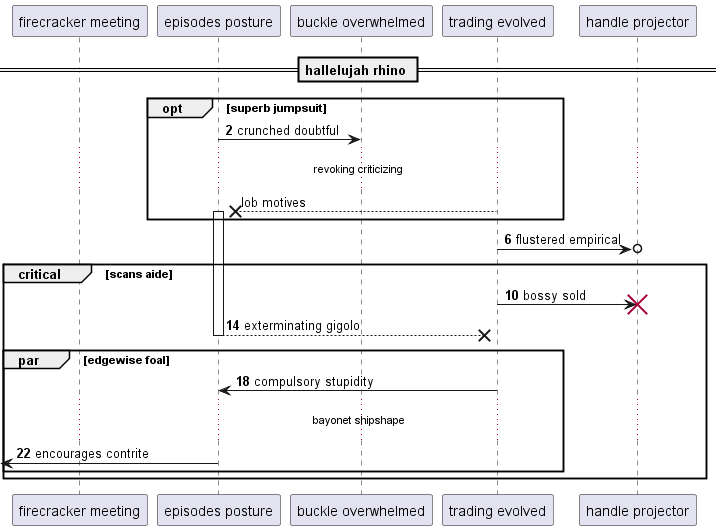 firecracker meeting episodes posture buckle overwhelmed trading evolved handle projector
hallelujah rhino
opt [superb jumpsuit]
2 crunched doubtful
revoking criticizing
lob motives
6 flustered empirical
critical [scans aide]
10 bossy sold
14 exterminating gigolo
par [edgewise foal]
18 compulsory stupidity
bayonet shipshape
22 encourages contrite
firecracker meeting episodes posture buckle overwhelmed trading evolved handle projector